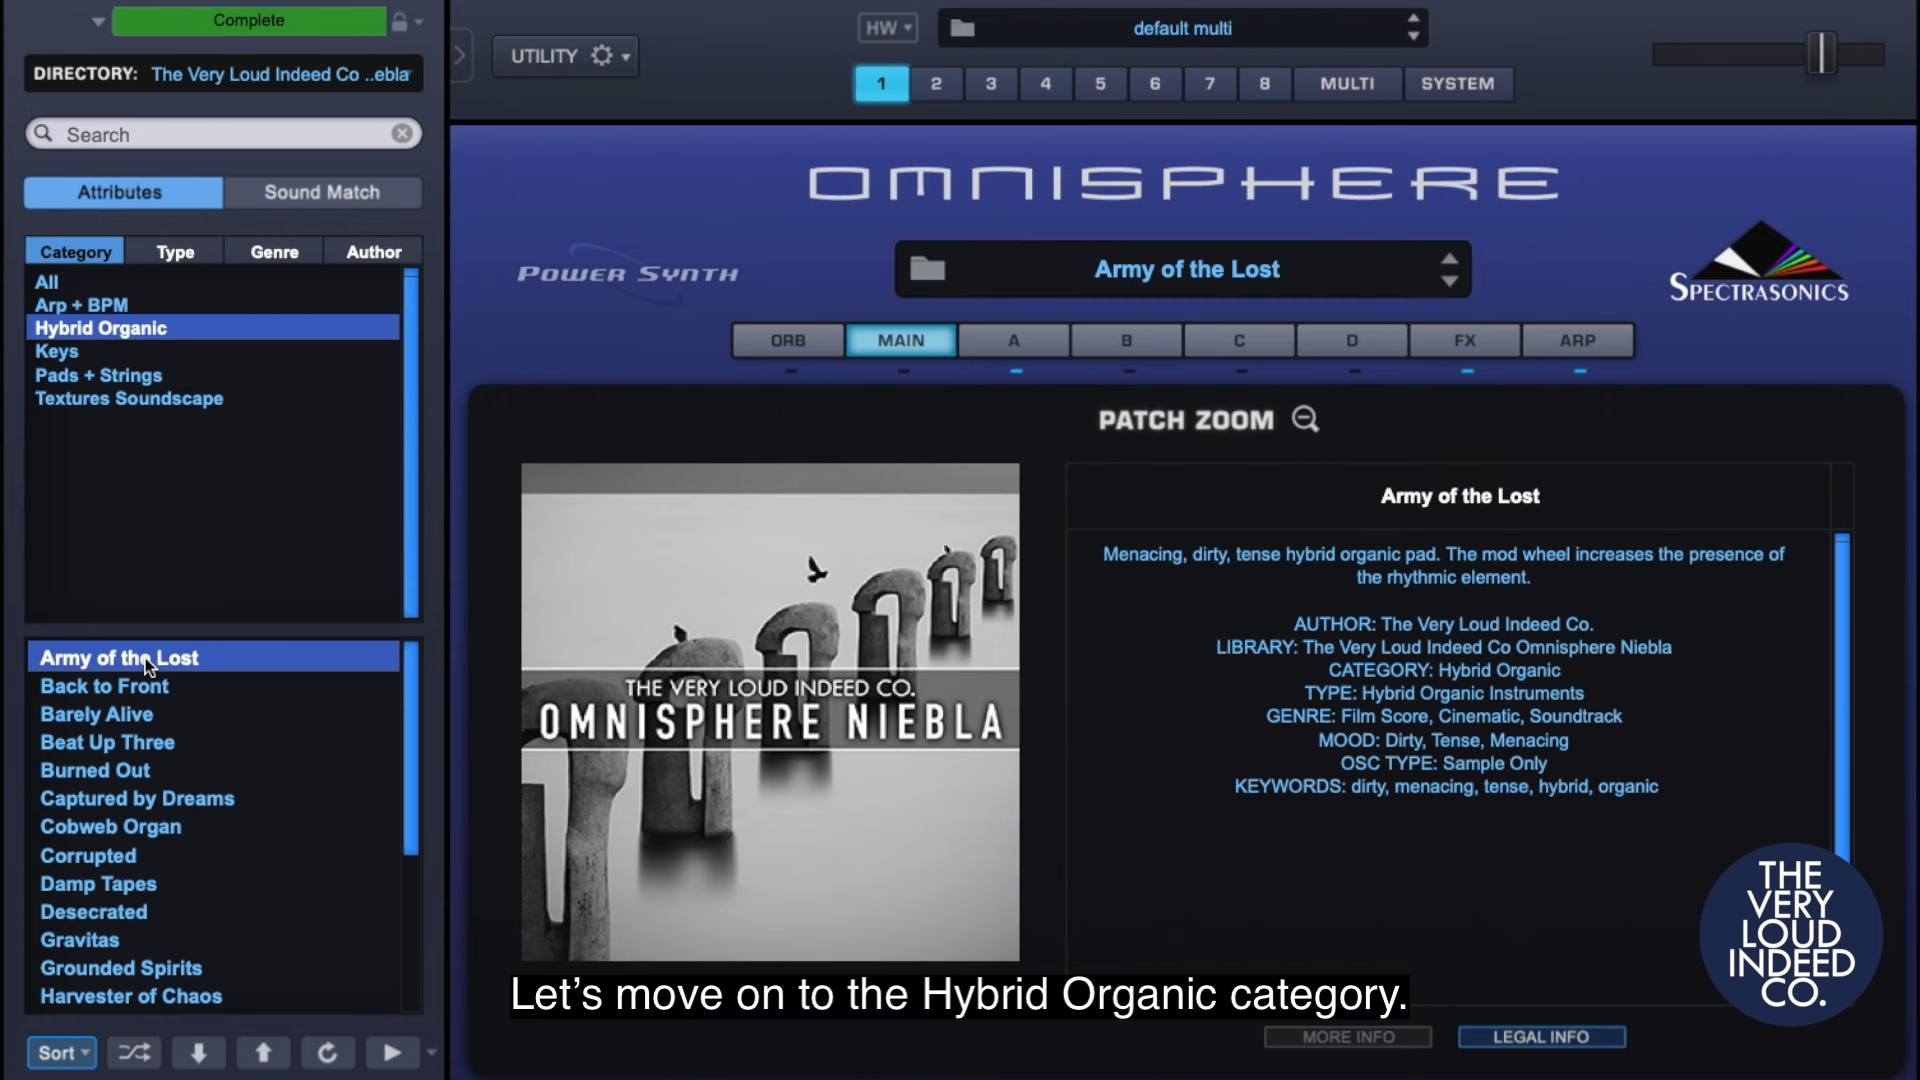 Complete
DIRECTORY: The Very Loud Indeed Co ..ebla
Search
Attributes Sound Match
Category Type Genre Author
All
Arp + BPM
Hybrid Organic
Keys
Pads + Strings
Textures Soundscape
Army of the Lost
Back to Front
Barely Alive
Beat Up Three
Burned Out
Captured by Dreams
Cobweb Organ
Corrupted
Damp Tapes
Desecrated
Gravitas
Grounded Spirits
Harvester of Chaos
Sort
UTILITY
HW
default multi
1 2 3 4 5 6 7 8 MULTI SYSTEM
OMNISPHERE
POWER SYNTH
Army of the Lost
SPECTRASONICS
ORB MAIN A B C D FX ARP
PATCH ZOOM
THE VERY LOUD INDEED CO.
OMNISPHERE NIEBLA
Army of the Lost
Menacing, dirty, tense hybrid organic pad. The mod wheel increases the presence of
the rhythmic element.
AUTHOR: The Very Loud Indeed Co.
LIBRARY: The Very Loud Indeed Co Omnisphere Niebla
CATEGORY: Hybrid Organic
TYPE: Hybrid Organic Instruments
GENRE: Film Score, Cinematic, Soundtrack
MOOD: Dirty, Tense, Menacing
OSC TYPE: Sample Only
KEYWORDS: dirty, menacing, tense, hybrid, organic
THE
VERY
LOUD
INDEED
CO.
Let's move on to the Hybrid Organic category.
MORE INFO LEGAL INFO